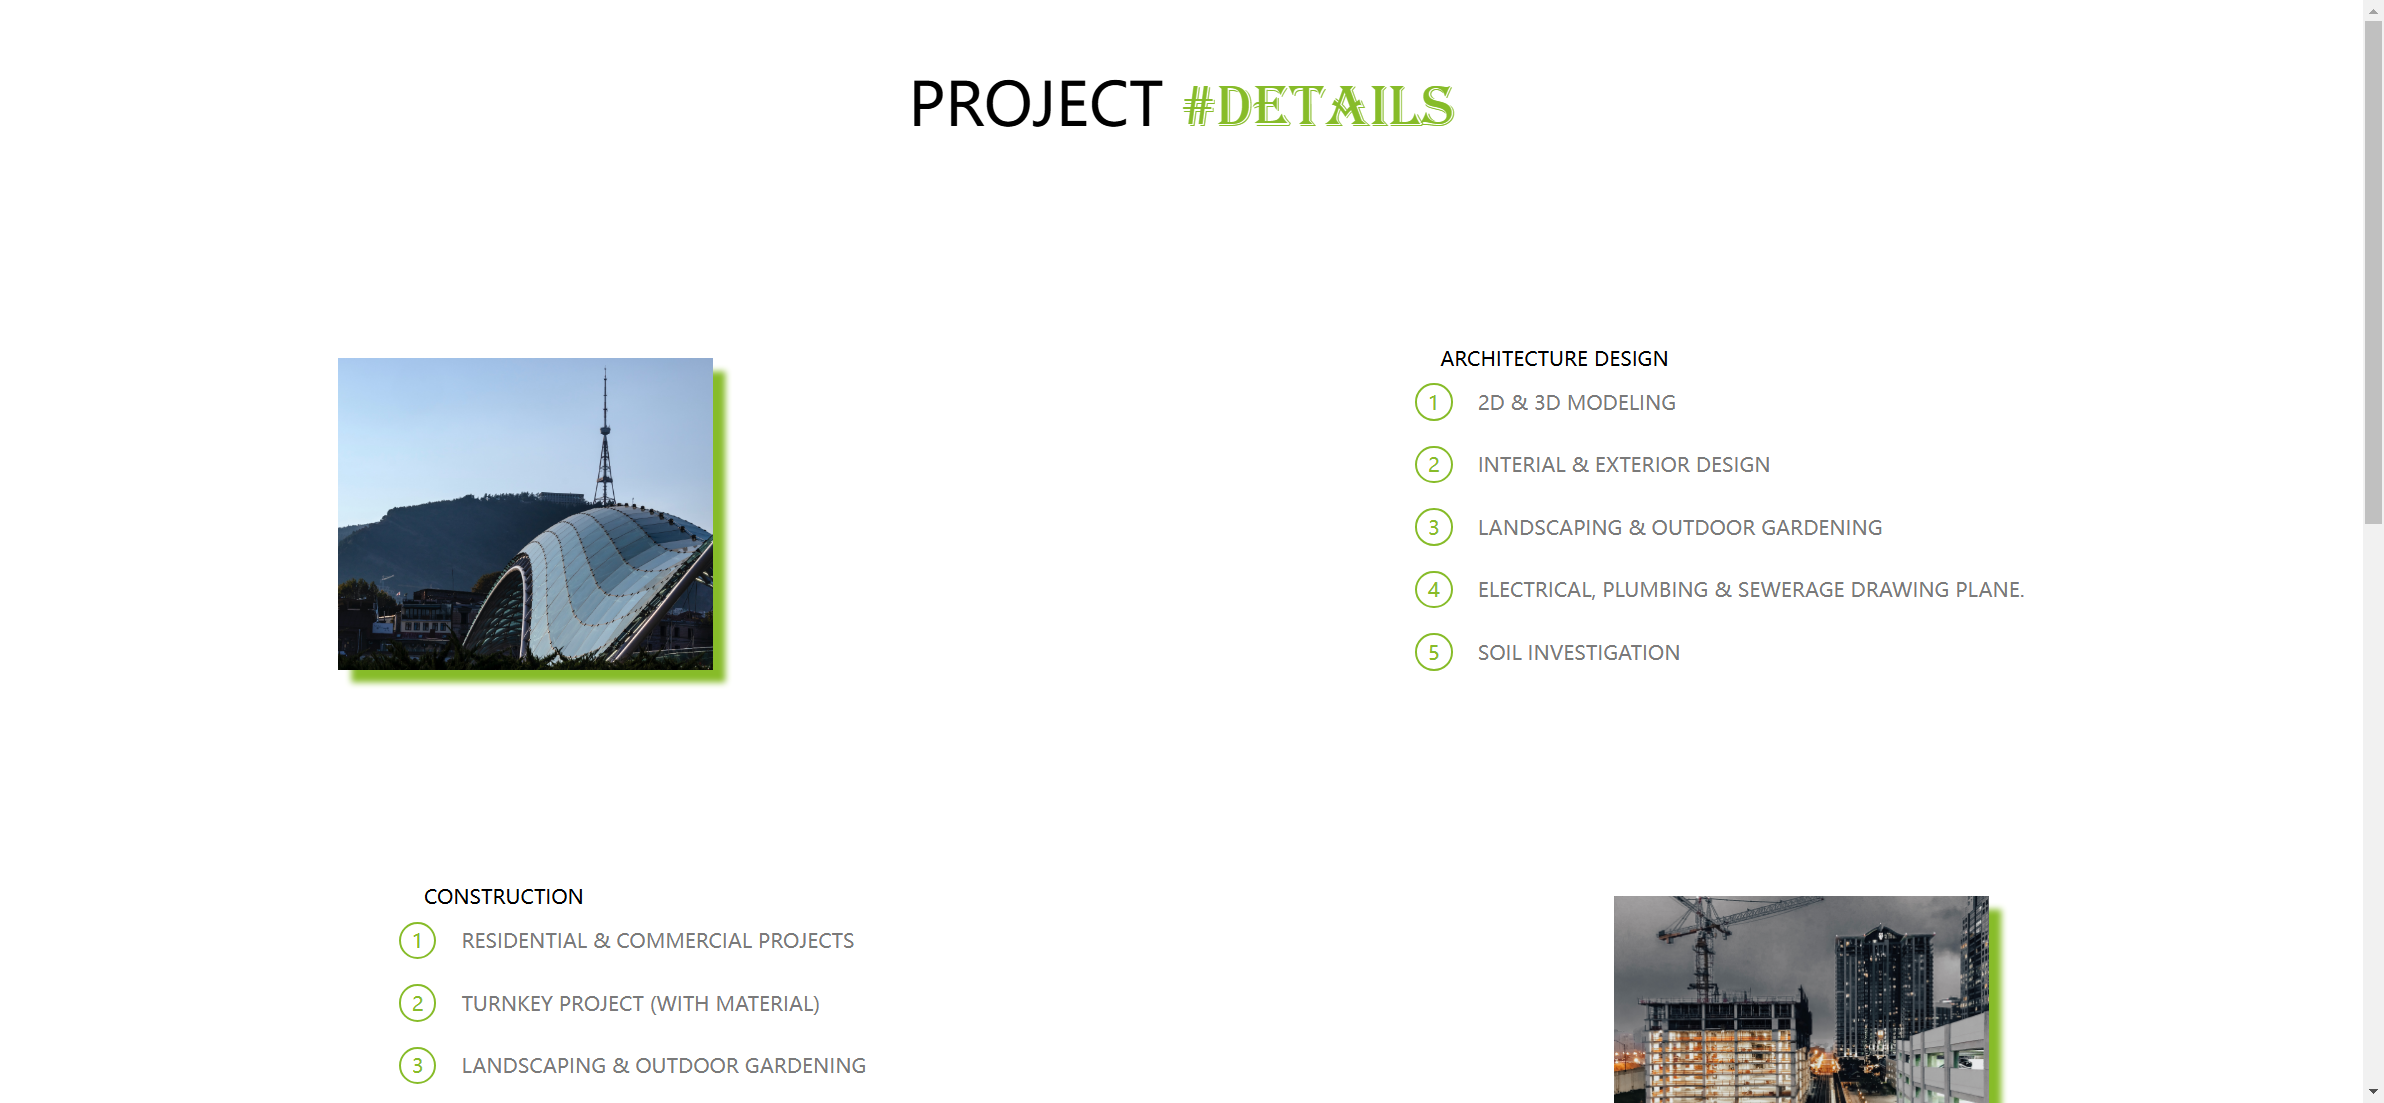 PROJECT #DETAILS
ARCHITECTURE DESIGN
1 2D & 3D MODELING
2 INTERIAL & EXTERIOR DESIGN
3 LANDSCAPING & OUTDOOR GARDENING
4 ELECTRICAL, PLUMBING & SEWERAGE DRAWING PLANE.
5 SOIL INVESTIGATION
CONSTRUCTION
1 RESIDENTIAL & COMMERCIAL PROJECTS
2 TURNKEY PROJECT (WITH MATERIAL)
3 LANDSCAPING & OUTDOOR GARDENING